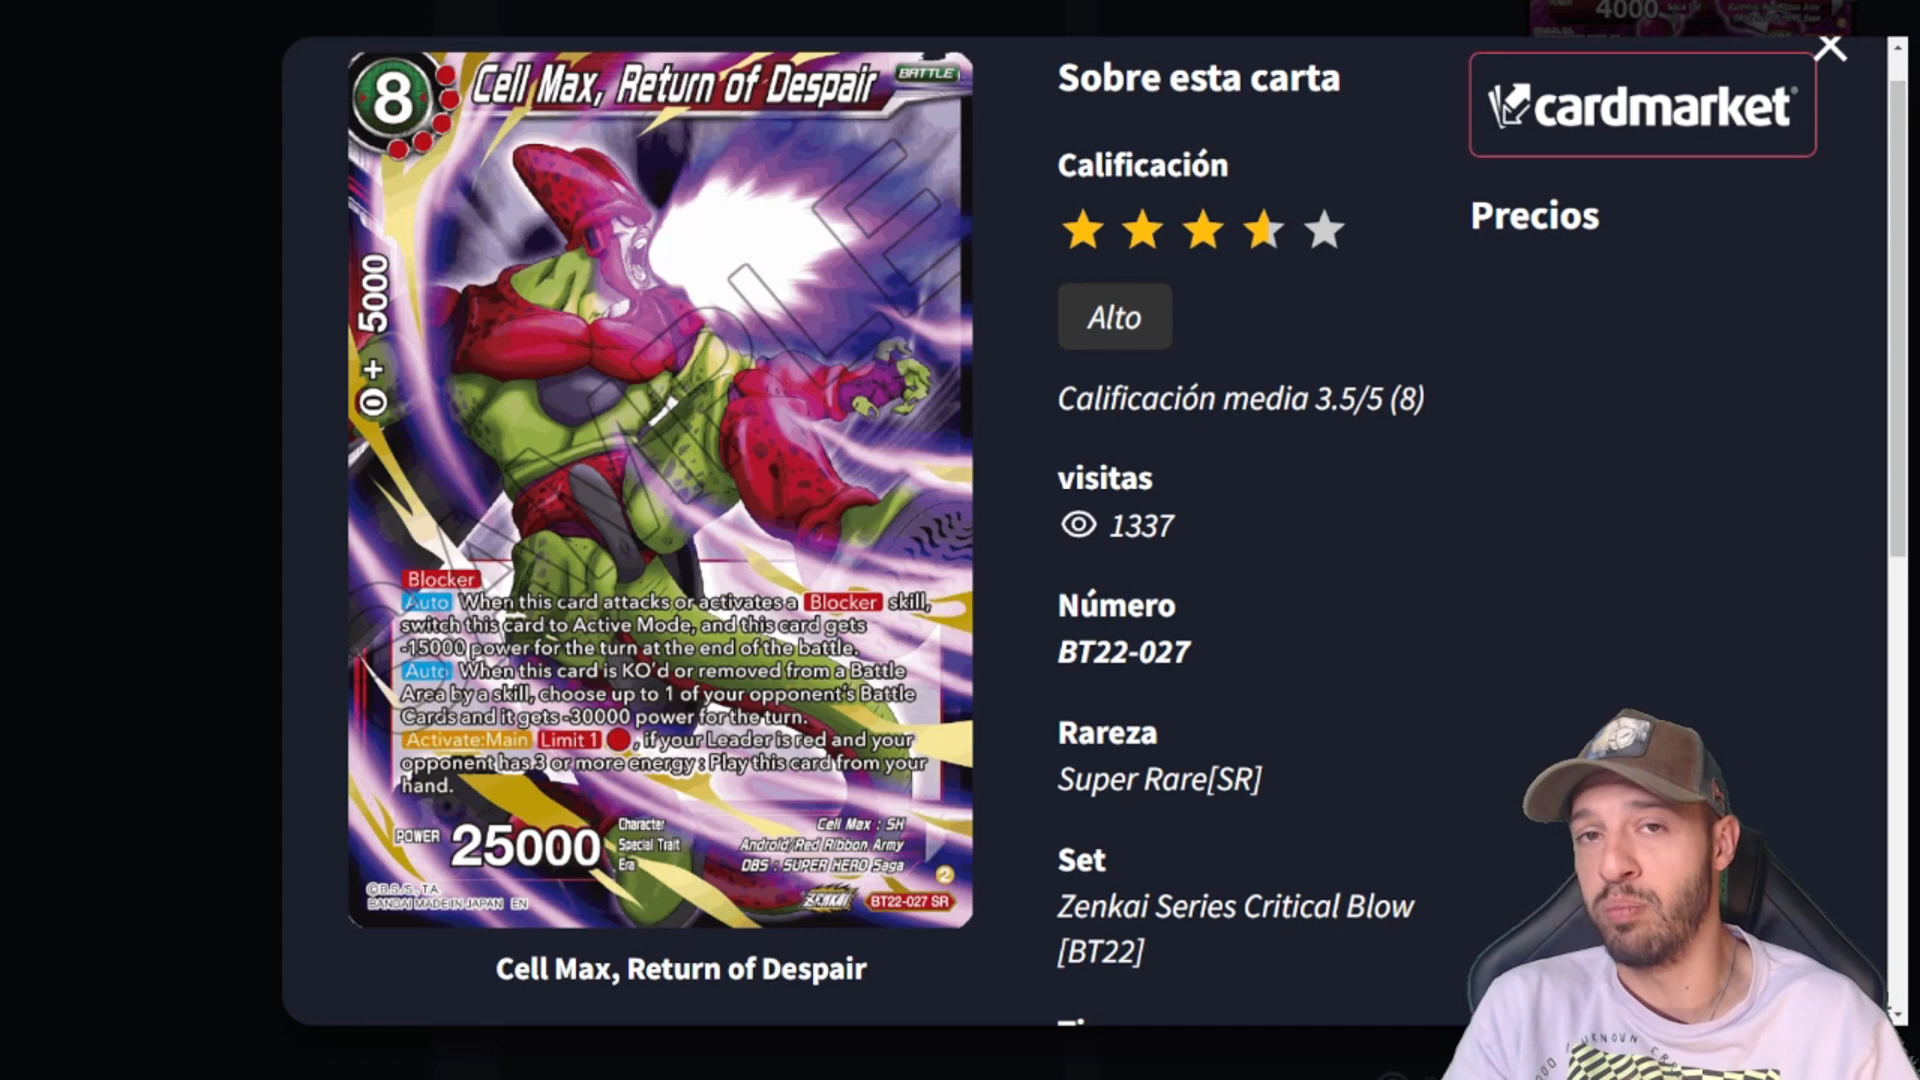 4000
8
Cell Max, Return of Despair
BATTLE
0 + 5000
SAMPLE
Blocker
Auto When this card attacks or activates a Blocker skill,
switch this card to Active Mode, and this card gets
-15000 power for the turn at the end of the battle.
Auto When this card is KO'd or removed from a Battle
Area by a skill, choose up to 1 of your opponent's Battle
Cards and it gets -30000 power for the turn.
Activate:Main Limit 1 , if your Leader is red and your
opponent has 3 or more energy : Play this card from your
hand.
POWER 25000
Character Cell Max : SH
Special Trait Android/Red Ribbon Army
Era DBS : SUPER HERO Saga
2
©B.S./S., T.A.
BANDAI MADE IN JAPAN EN
ZENKAI
BT22-027 SR
Cell Max, Return of Despair
Sobre esta carta
Calificación
Alto
Calificación media 3.5/5 (8)
visitas
1337
Número
BT22-027
Rareza
Super Rare[SR]
Set
Zenkai Series Critical Blow
[BT22]
cardmarket
Precios
UKNOWN